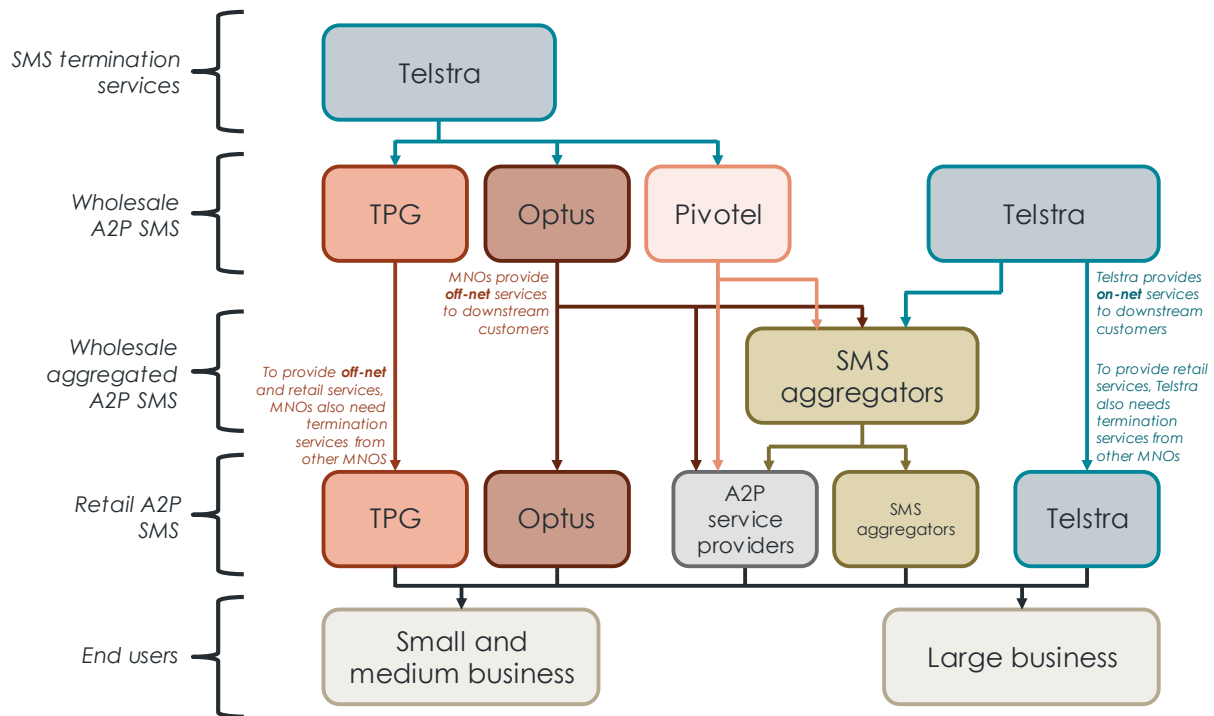 SMS termination
services
Telstra
Wholesale
A2P SMS
TPG
Optus
Pivotel
Telstra
MNOs provide
off-net services
to downstream
customers
Telstra provides
on-net services
to downstream
customers
Wholesale
aggregated
A2P SMS
SMS
aggregators
To provide off-net
and retail services,
MNOs also need
termination
services from
other MNOS
To provide retail
services, Telstra
also needs
termination
services from
other MNOs
Retail A2P
SMS
TPG
Optus
A2P
service
providers
SMS
aggregators
Telstra
End users
Small and
medium business
Large business